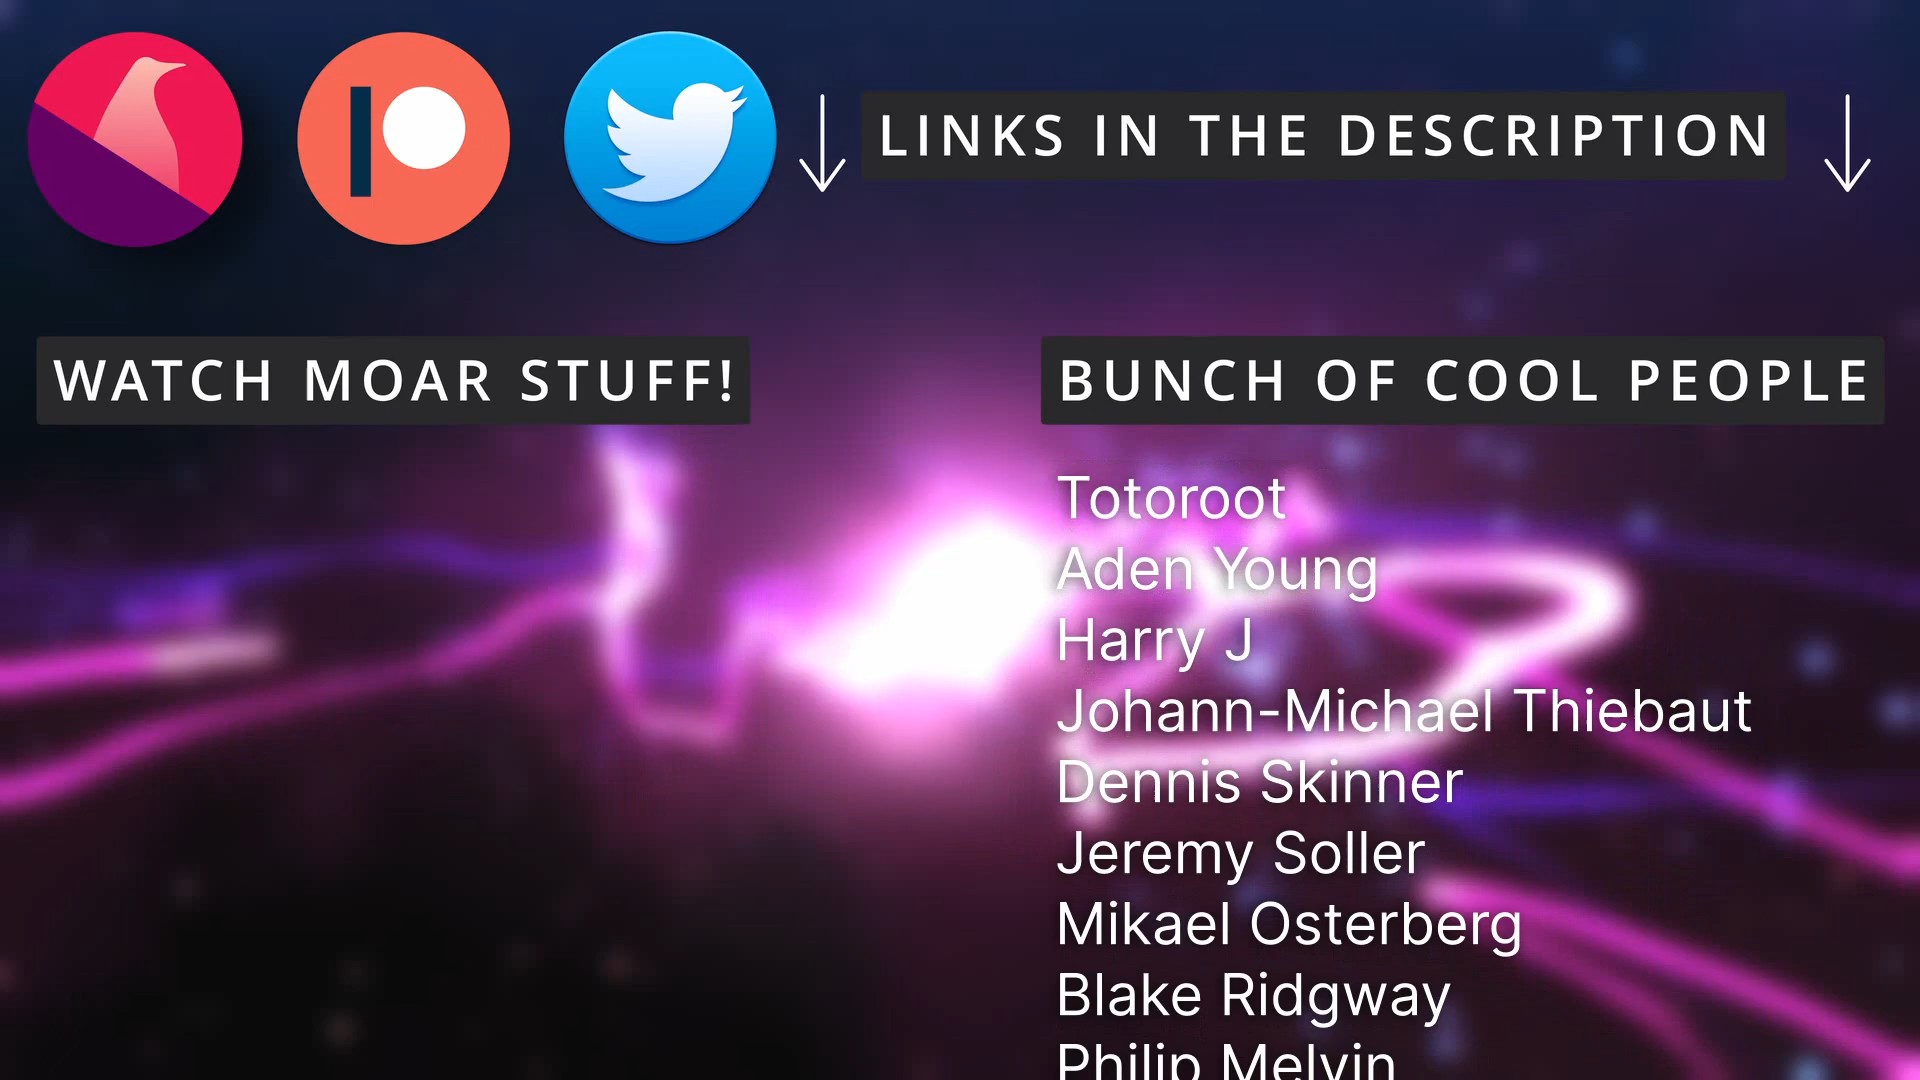 LINKS IN THE DESCRIPTION
WATCH MOAR STUFF!
BUNCH OF COOL PEOPLE
Totoroot
Aden Young
Harry J
Johann-Michael Thiebaut
Dennis Skinner
Jeremy Soller
Mikael Osterberg
Blake Ridgway
Philip Melvin